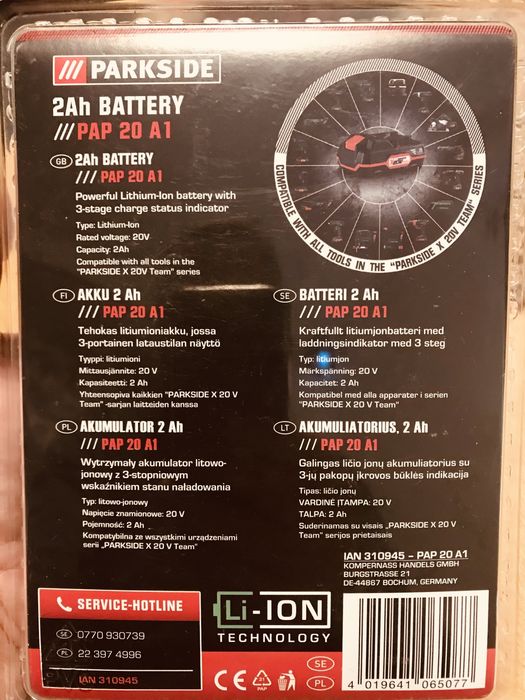 /// PARKSIDE
2Ah BATTERY
/// PAP 20 A1
COMPATIBLE WITH ALL TOOLS IN THE "PARKSIDE X 20V TEAM" SERIES
GB 2Ah BATTERY
/// PAP 20 A1
Powerful Lithium-Ion battery with
3-stage charge status indicator
Type: Lithium-Ion
Rated voltage: 20V
Capacity: 2Ah
Compatible with all tools in the
"PARKSIDE X 20V Team" series
FI AKKU 2 Ah
/// PAP 20 A1
Tehokas litiumioniakku, jossa
3-portainen lataustilan näyttö
Tyyppi: litiumioni
Mittausjännite: 20 V
Kapasiteetti: 2 Ah
Yhteensopiva kaikkien "PARKSIDE X 20 V
Team" -sarjan laitteiden kanssa
SE BATTERI 2 Ah
/// PAP 20 A1
Kraftfullt litiumjonbatteri med
laddningsindikator med 3 steg
Typ: litiumjon
Märkspänning: 20 V
Kapacitet: 2 Ah
Kompatibel med alla apparater i serien
"PARKSIDE X 20 V Team"
PL AKUMULATOR 2 Ah
/// PAP 20 A1
Wytrzymały akumulator litowo-
jonowy z 3-stopniowym
wskaźnikiem stanu naładowania
Typ: litowo-jonowy
Napięcie znamionowe: 20 V
Pojemność: 2 Ah
Kompatybilna ze wszystkimi urządzeniami
serii „PARKSIDE X 20 V Team"
LT AKUMULIATORIUS, 2 Ah
/// PAP 20 A1
Galingas ličio jonų akumuliatorius su
3-jų pakopų įkrovos būklės indikacija
Tipas: ličio jonų
VARDINĖ ĮTAMPA: 20 V
TALPA: 2 Ah
Suderinamas su visais „PARKSIDE X 20 V
Team" serijos prietaisais
IAN 310945 – PAP 20 A1
KOMPERNASS HANDELS GMBH
BURGSTRASSE 21
DE-44867 BOCHUM, GERMANY
SERVICE-HOTLINE
SE 0770 930739
PL 22 397 4996
IAN 310945
Li-ION
TECHNOLOGY
CE 21 PAP
SE
PL
4 019641 065077